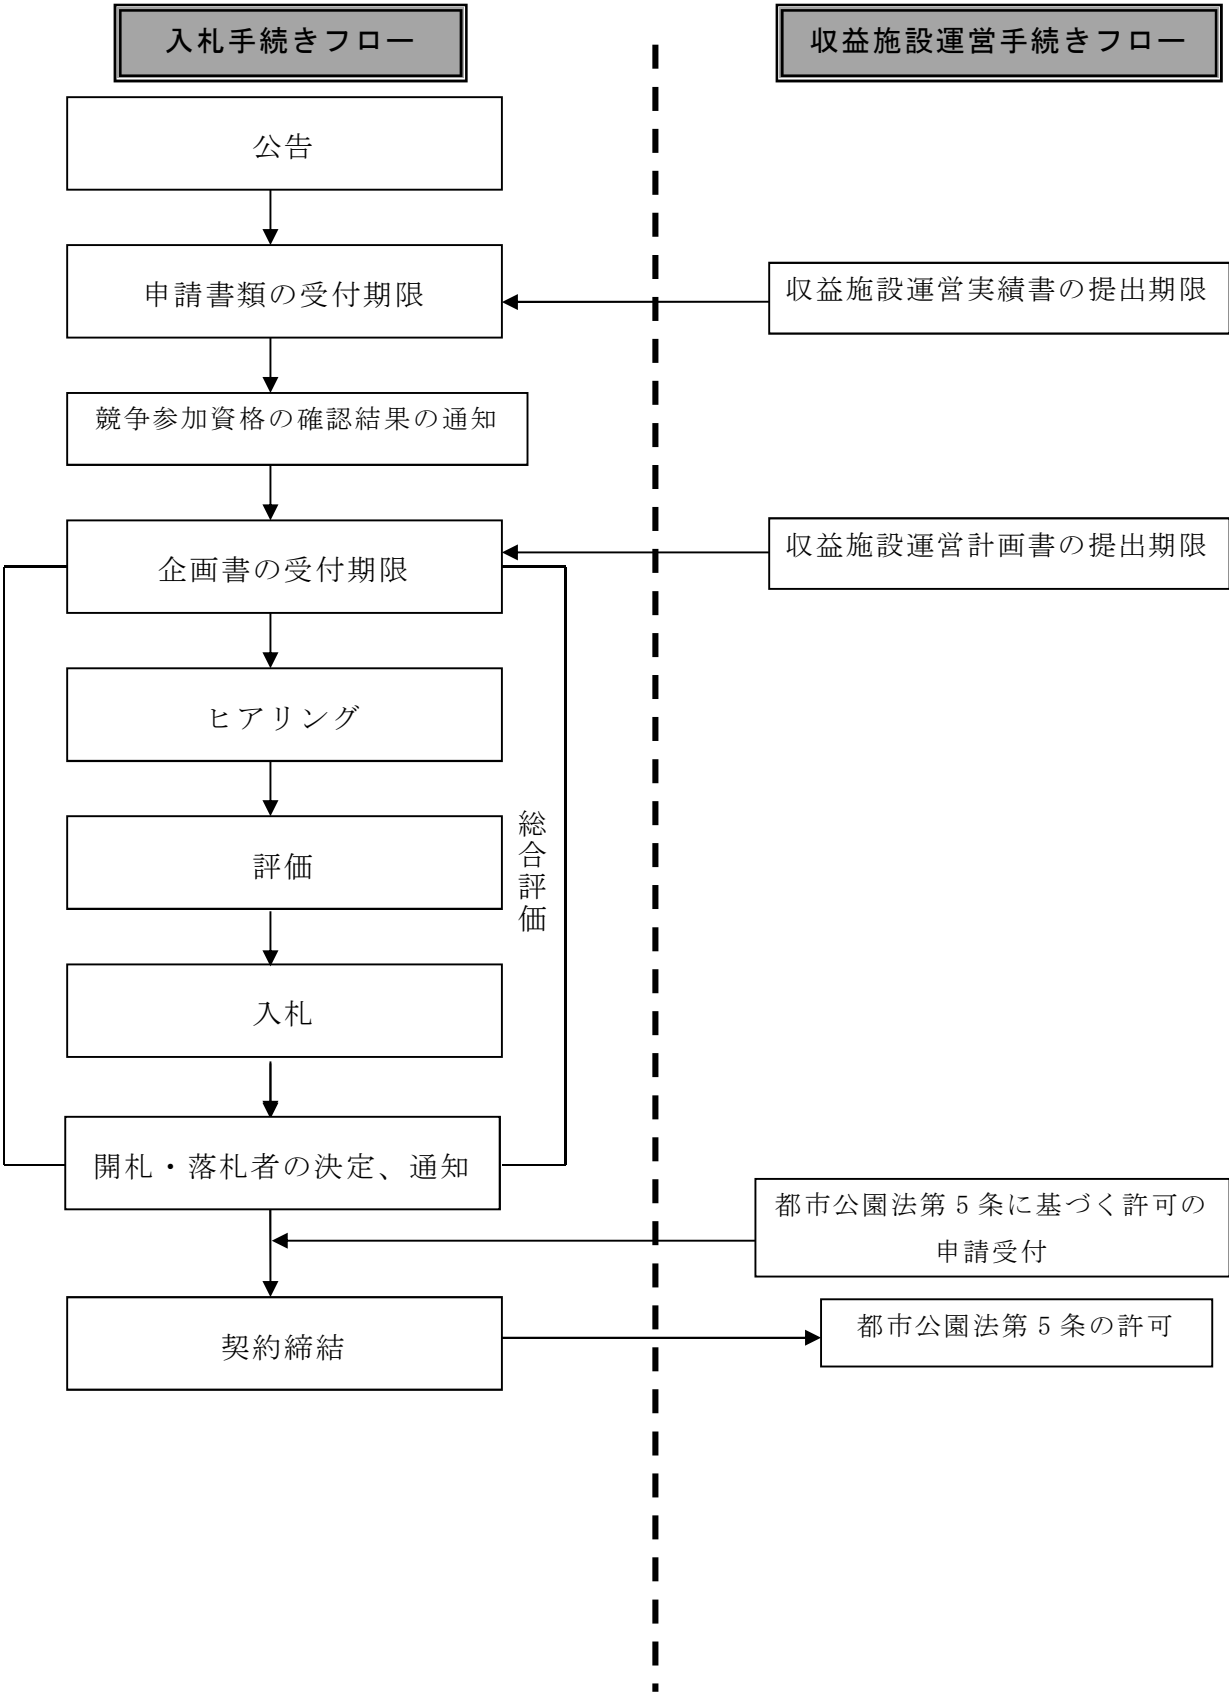 入札手続きフロー
収益施設運営手続きフロー
公告
申請書類の受付期限
収益施設運営実績書の提出期限
競争参加資格の確認結果の通知
企画書の受付期限
収益施設運営計画書の提出期限
ヒアリング
評価
総合評価
入札
開札・落札者の決定、通知
都市公園法第5条に基づく許可の
申請受付
契約締結
都市公園法第5条の許可